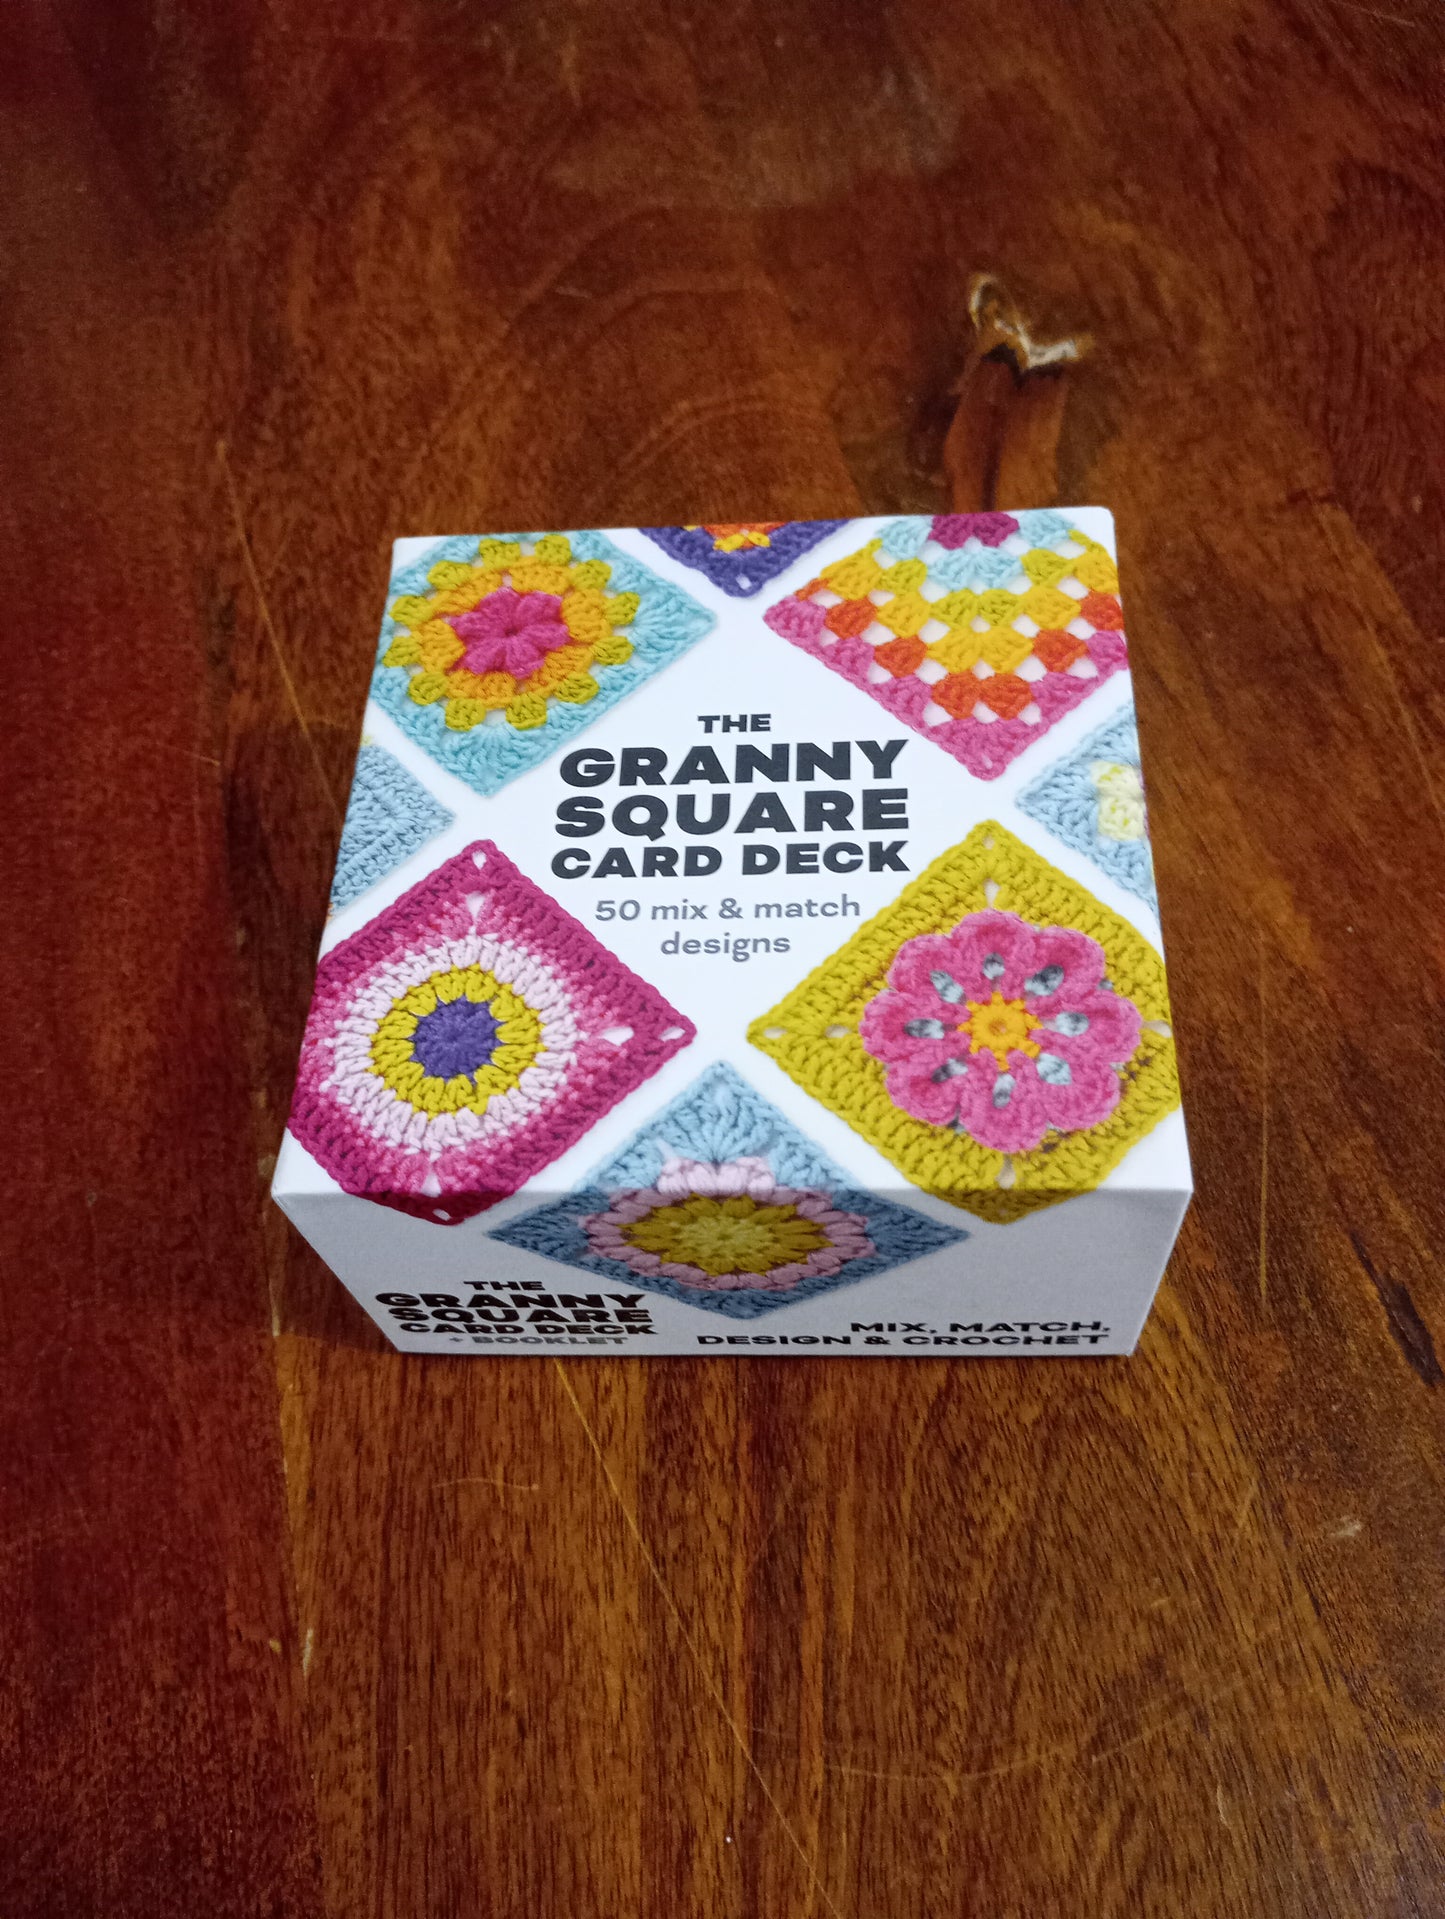 THE
GRANNY
SQUARE
CARD DECK
50 mix & match
designs
THE
GRANNY
SQUARE
CARD DECK
+ BOOKLET
MIX, MATCH,
DESIGN & CROCHET